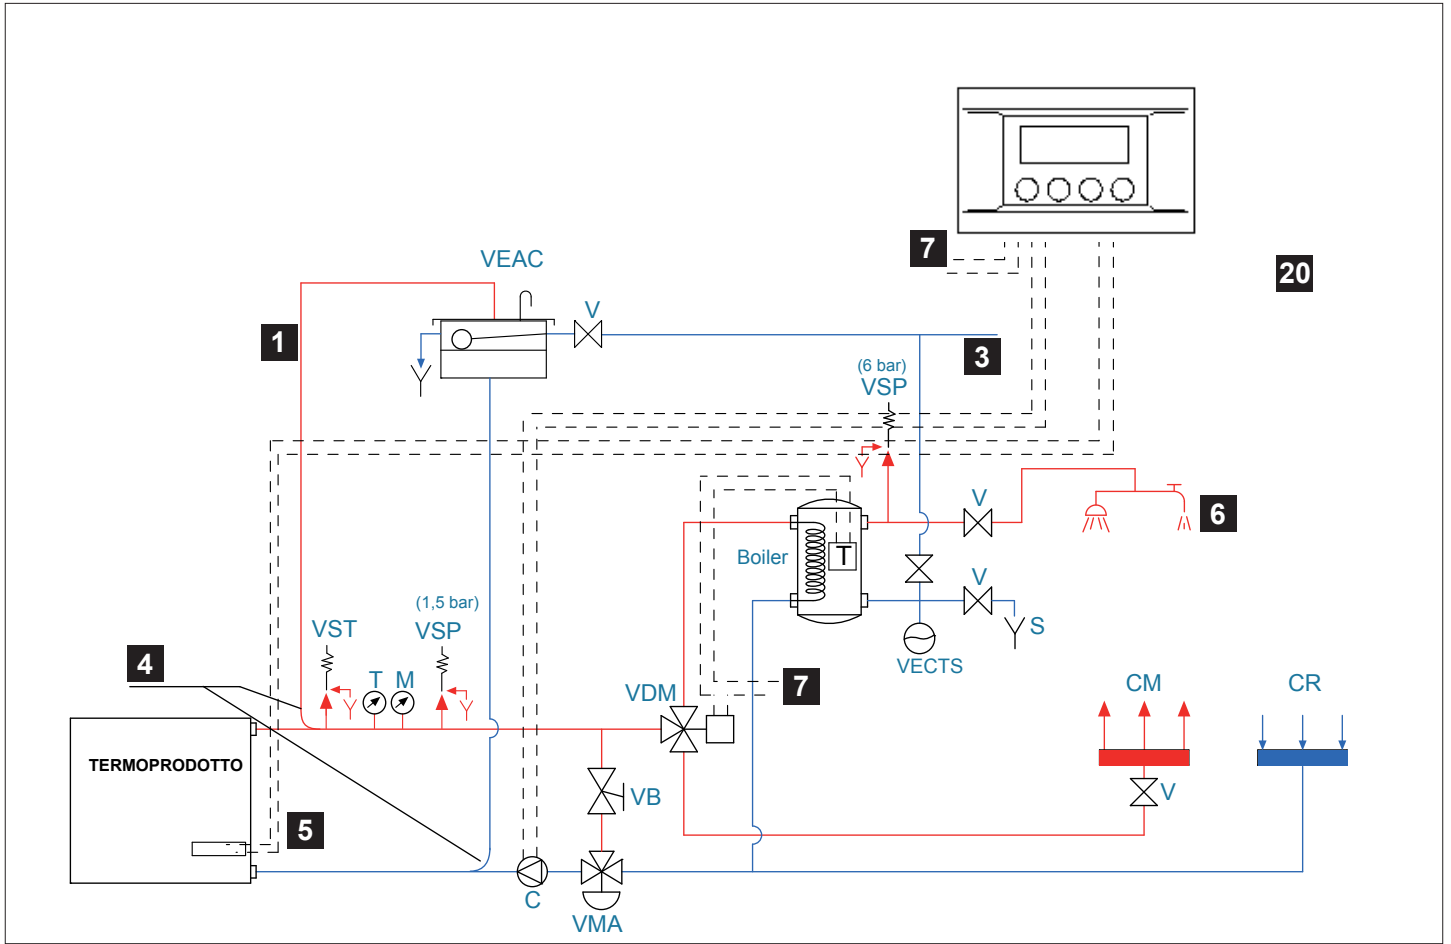 7
20
VEAC
V
1
3
(6 bar)
VSP
V
6
Boiler
T
V
S
(1,5 bar)
VST
VSP
VECTS
4
T
M
7
VDM
CM
CR
TERMOPRODOTTO
VB
V
5
C
VMA